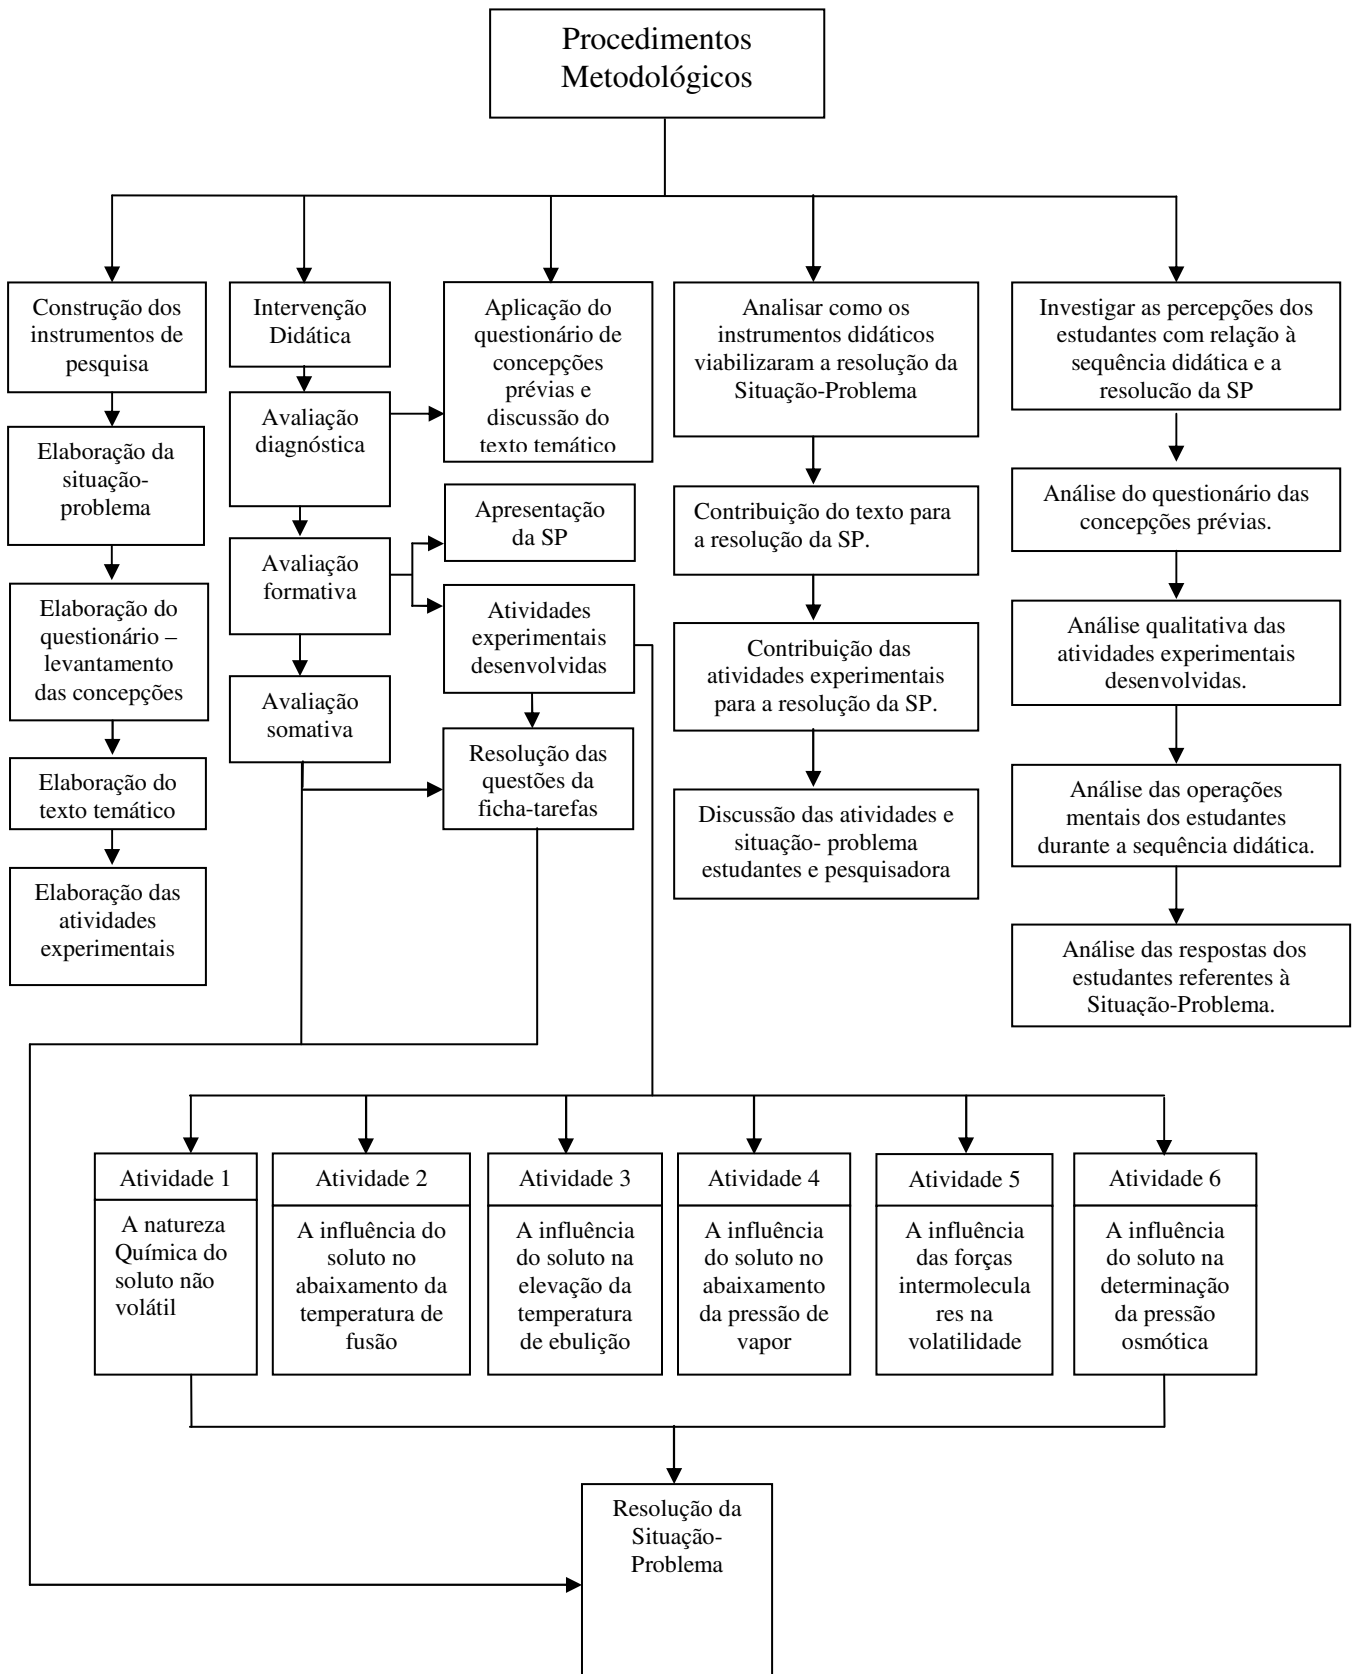 Procedimentos
Metodológicos
Construção dos
instrumentos de
pesquisa
Elaboração da
situação-
problema
Elaboração do
questionário –
levantamento
das concepções
Elaboração do
texto temático
Elaboração das
atividades
experimentais
Intervenção
Didática
Avaliação
diagnóstica
Avaliação
formativa
Avaliação
somativa
Aplicação do
questionário de
concepções
prévias e
discussão do
texto temático
Apresentação
da SP
Atividades
experimentais
desenvolvidas
Resolução das
questões da
ficha-tarefas
Analisar como os
instrumentos didáticos
viabilizaram a resolução da
Situação-Problema
Contribuição do texto para
a resolução da SP.
Contribuição das
atividades experimentais
para a resolução da SP.
Discussão das atividades e
situação- problema
estudantes e pesquisadora
Investigar as percepções dos
estudantes com relação à
sequência didática e a
resolução da SP
Análise do questionário das
concepções prévias.
Análise qualitativa das
atividades experimentais
desenvolvidas.
Análise das operações
mentais dos estudantes
durante a sequência didática.
Análise das respostas dos
estudantes referentes à
Situação-Problema.
Atividade 1
A natureza
Química do
soluto não
volátil
Atividade 2
A influência do
soluto no
abaixamento da
temperatura de
fusão
Atividade 3
A influência
do soluto na
elevação da
temperatura
de ebulição
Atividade 4
A influência
do soluto no
abaixamento
da pressão de
vapor
Atividade 5
A influência
das forças
intermolecula
res na
volatilidade
Atividade 6
A influência
do soluto na
determinação
da pressão
osmótica
Resolução da
Situação-
Problema